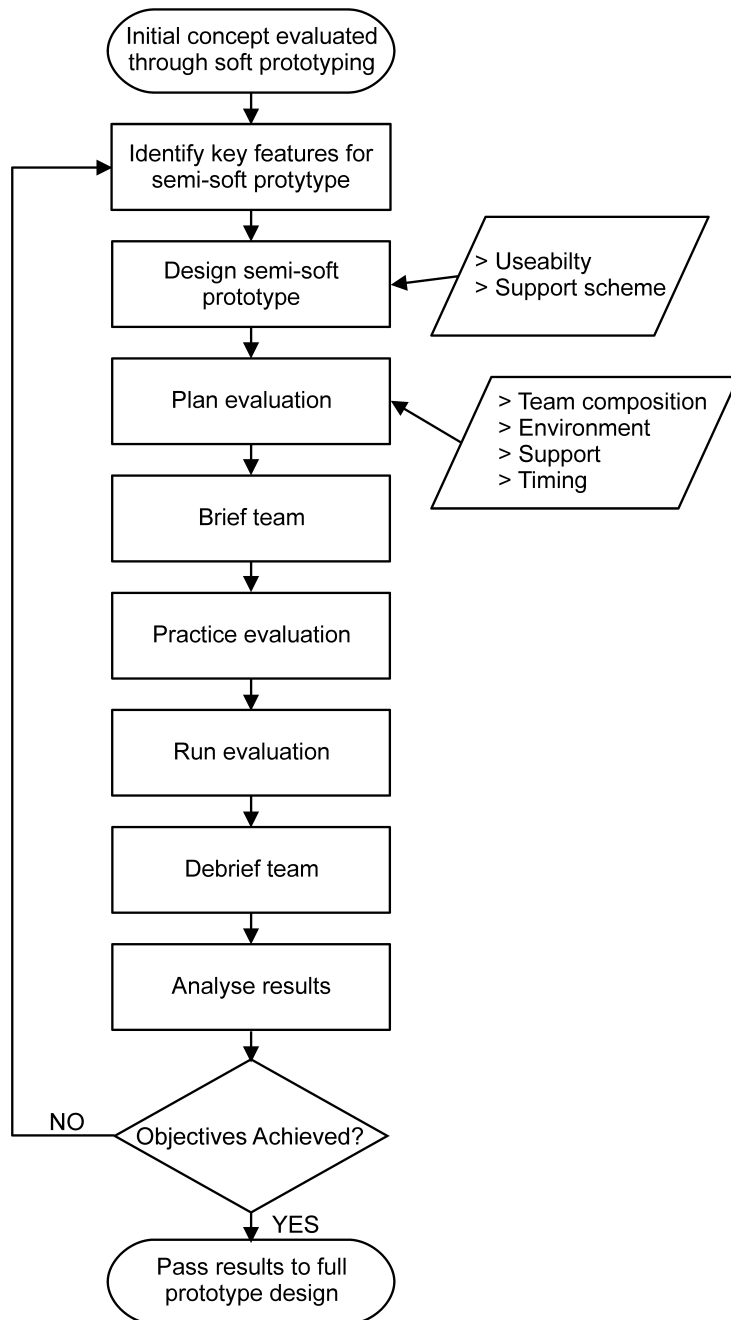 Initial concept evaluated
through soft prototyping
Identify key features for
semi-soft protytype
Design semi-soft
prototype
> Useabilty
> Support scheme
Plan evaluation
> Team composition
> Environment
> Support
> Timing
Brief team
Practice evaluation
Run evaluation
Debrief team
Analyse results
Objectives Achieved?
NO
YES
Pass results to full
prototype design